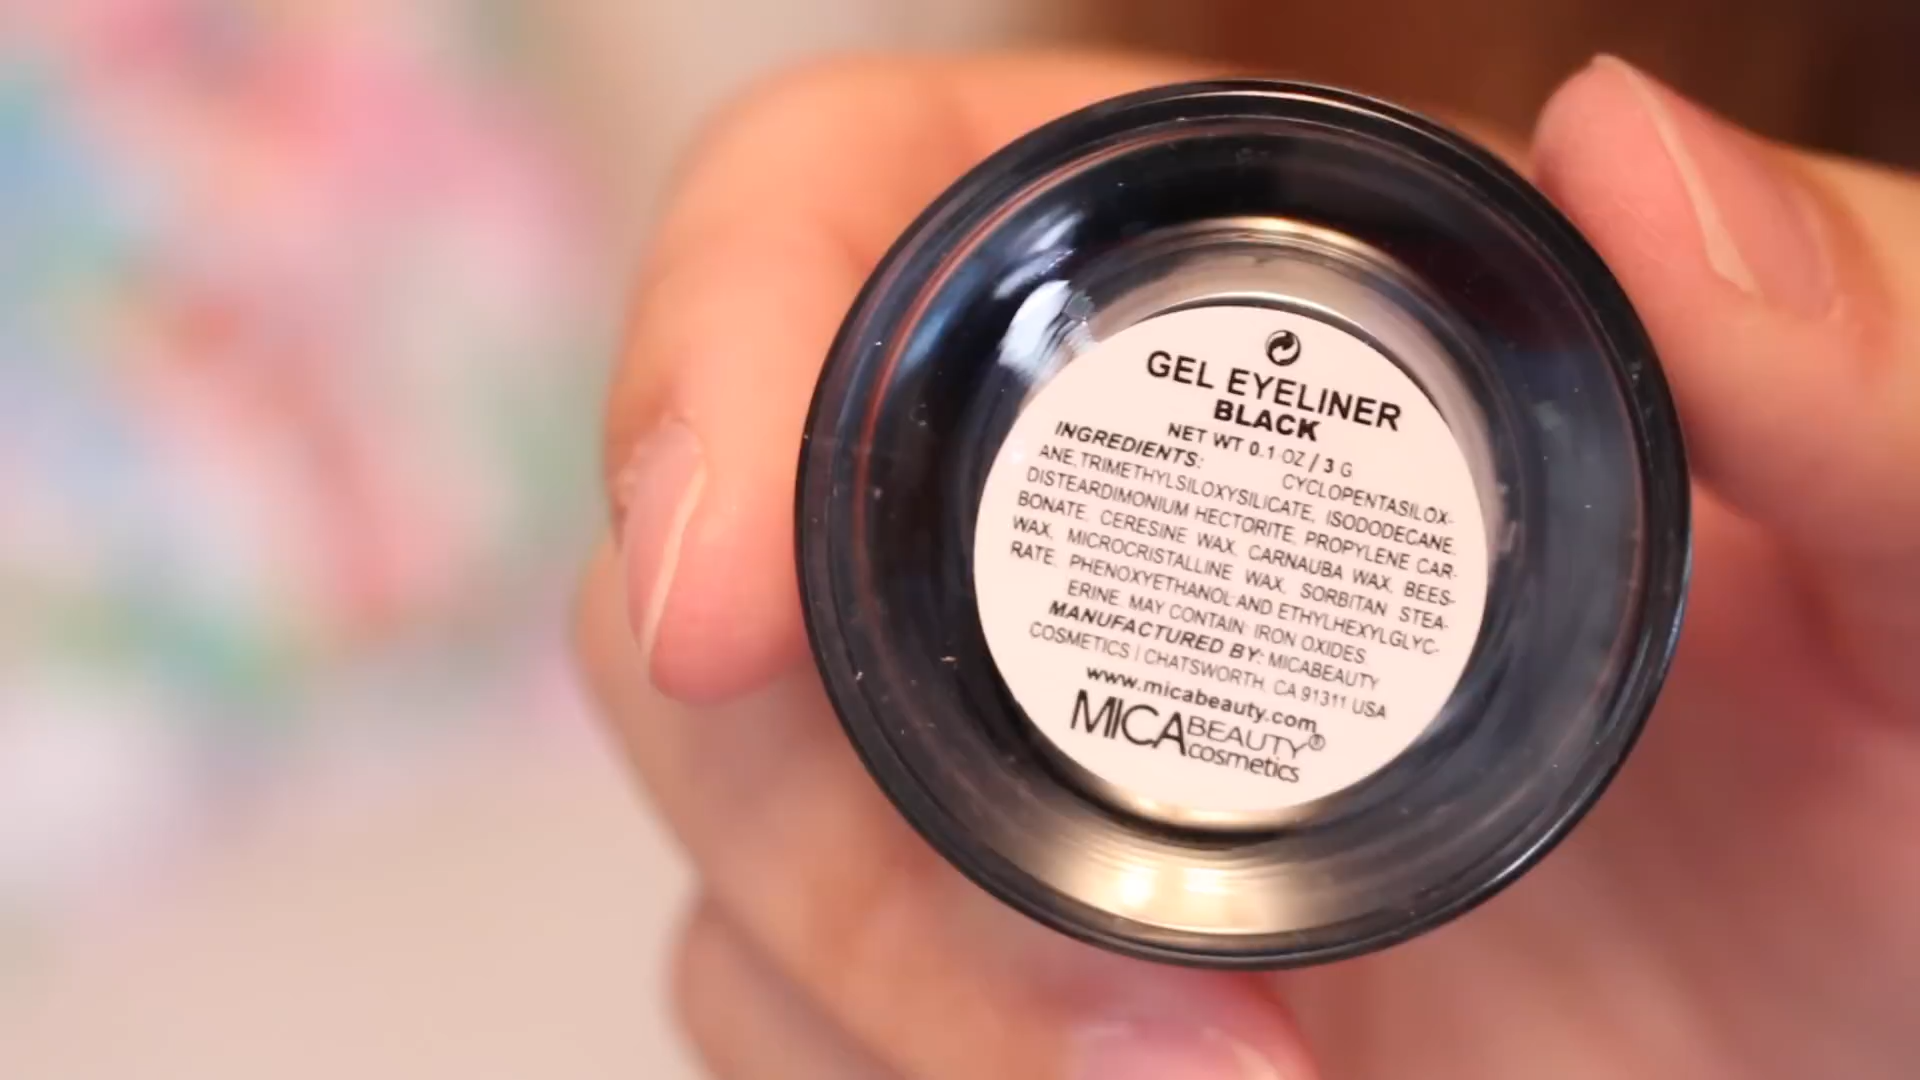 GEL EYELINER
BLACK
NET WT 0.1 OZ / 3 G
INGREDIENTS: CYCLOPENTASILOX-
ANE, TRIMETHYLSILOXYSILICATE, ISODODECANE,
DISTEARDIMONIUM HECTORITE, PROPYLENE CAR-
BONATE, CERESINE WAX, CARNAUBA WAX, BEES-
WAX, MICROCRISTALLINE WAX, SORBITAN STEA-
RATE, PHENOXYETHANOL AND ETHYLHEXYLGLYC-
ERINE. MAY CONTAIN: IRON OXIDES
MANUFACTURED BY: MICABEAUTY
COSMETICS | CHATSWORTH, CA 91311 USA
www.micabeauty.com
MICABEAUTY®
cosmetics